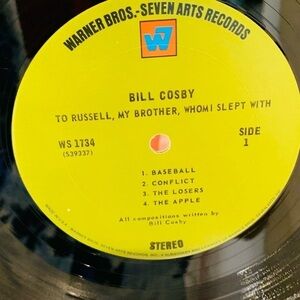 WARNER BROS.-SEVEN ARTS RECORDS
W7
BILL COSBY
TO RUSSELL, MY BROTHER, WHOM I SLEPT WITH
WS 1734
(S39337)
SIDE
1
1. BASEBALL
2. CONFLICT
3. THE LOSERS
4. THE APPLE
All compositions written by
Bill Cosby
STEREO